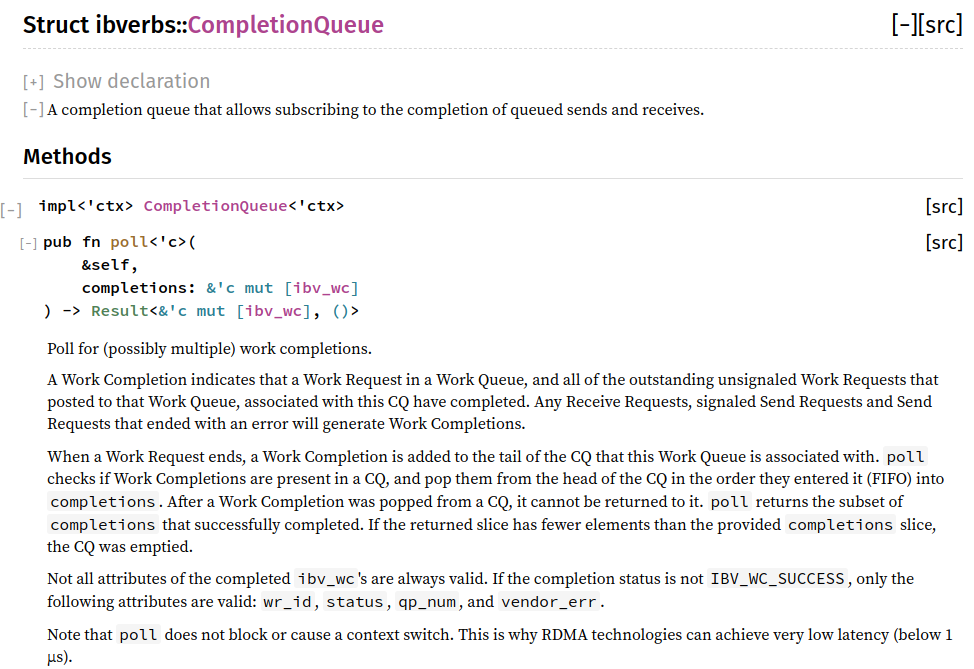 Struct ibverbs::CompletionQueue [−][src]
[+] Show declaration
[−] A completion queue that allows subscribing to the completion of queued sends and receives.
Methods
[−] impl<'ctx> CompletionQueue<'ctx> [src]
[−] pub fn poll<'c>( [src]
&self,
completions: &'c mut [ibv_wc]
) -> Result<&'c mut [ibv_wc], ()>
Poll for (possibly multiple) work completions.
A Work Completion indicates that a Work Request in a Work Queue, and all of the outstanding unsignaled Work Requests that
posted to that Work Queue, associated with this CQ have completed. Any Receive Requests, signaled Send Requests and Send
Requests that ended with an error will generate Work Completions.
When a Work Request ends, a Work Completion is added to the tail of the CQ that this Work Queue is associated with. poll
checks if Work Completions are present in a CQ, and pop them from the head of the CQ in the order they entered it (FIFO) into
completions. After a Work Completion was popped from a CQ, it cannot be returned to it. poll returns the subset of
completions that successfully completed. If the returned slice has fewer elements than the provided completions slice,
the CQ was emptied.
Not all attributes of the completed ibv_wc's are always valid. If the completion status is not IBV_WC_SUCCESS, only the
following attributes are valid: wr_id, status, qp_num, and vendor_err.
Note that poll does not block or cause a context switch. This is why RDMA technologies can achieve very low latency (below 1
µs).